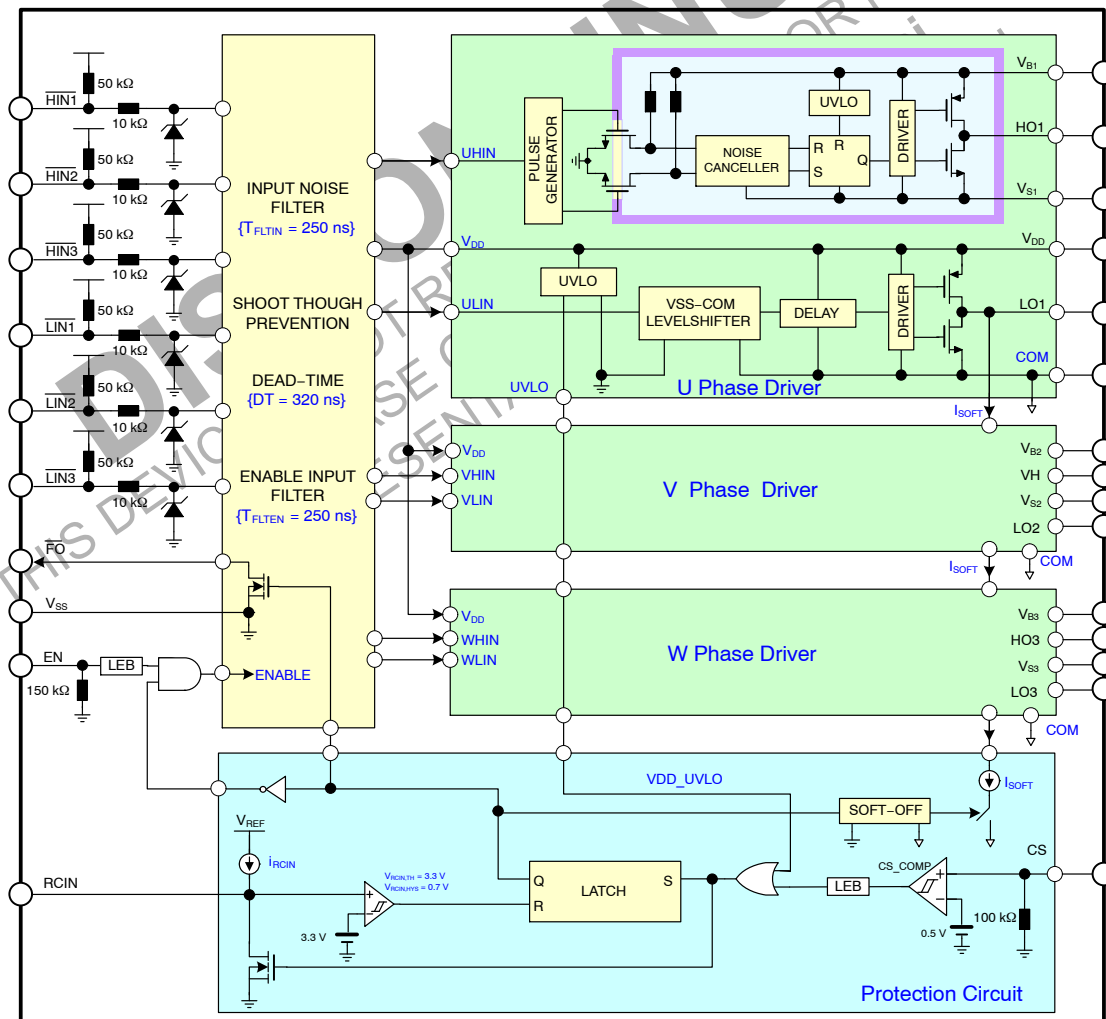 HIN1
50 kΩ
10 kΩ
HIN2
50 kΩ
10 kΩ
HIN3
50 kΩ
10 kΩ
LIN1
50 kΩ
10 kΩ
LIN2
50 kΩ
10 kΩ
LIN3
50 kΩ
10 kΩ
FO
VSS
EN
LEB
150 kΩ
INPUT NOISE
FILTER
{TFLTIN = 250 ns}
SHOOT THOUGH
PREVENTION
DEAD−TIME
{DT = 320 ns}
ENABLE INPUT
FILTER
{TFLTEN = 250 ns}
ENABLE
UHIN
PULSE
GENERATOR
NOISE
CANCELLER
UVLO
R
R
S
Q
DRIVER
VB1
HO1
VS1
VDD
VDD
UVLO
ULIN
VSS−COM
LEVELSHIFTER
DELAY
DRIVER
LO1
COM
UVLO
U Phase Driver
ISOFT
VDD
VHIN
VLIN
V Phase Driver
VB2
VH
VS2
LO2
COM
ISOFT
VDD
WHIN
WLIN
W Phase Driver
VB3
HO3
VS3
LO3
COM
VDD_UVLO
ISOFT
SOFT−OFF
VREF
iRCIN
RCIN
VRCIN,TH = 3.3 V
VRCIN,HYS = 0.7 V
+
−
3.3 V
Q
R
LATCH
S
LEB
CS_COMP
+
−
CS
100 kΩ
0.5 V
Protection Circuit
THIS DEVIC